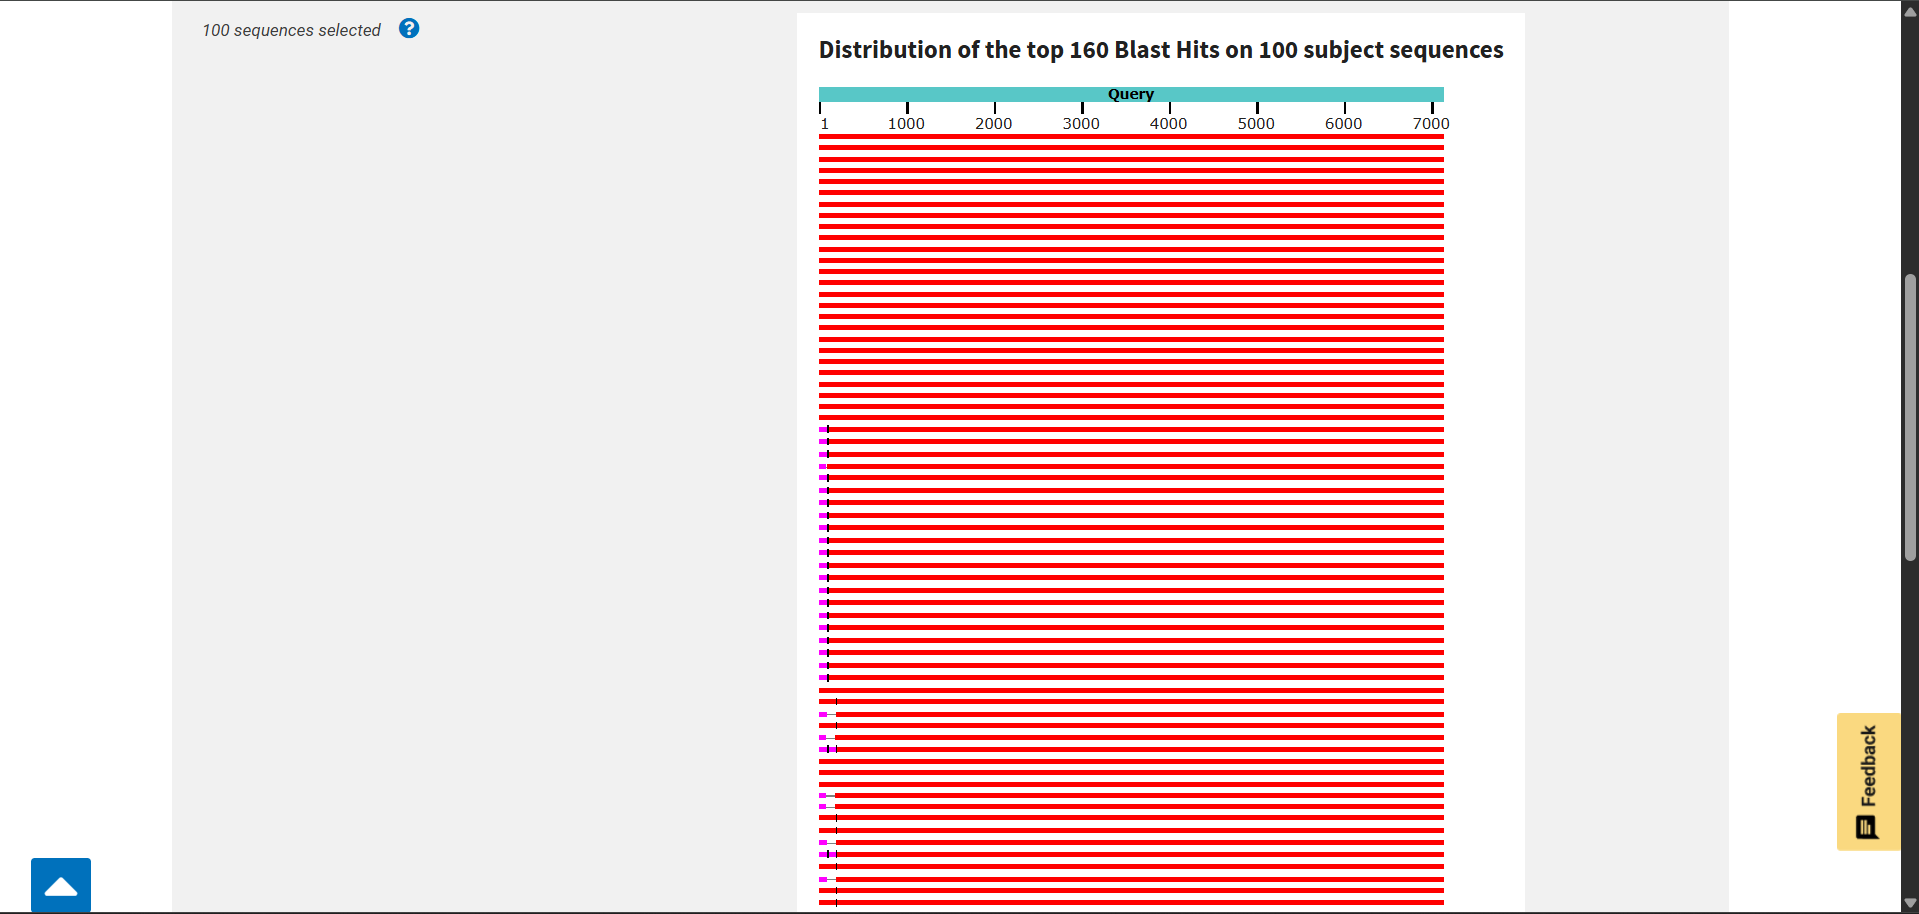 100 sequences selected
?
Distribution of the top 160 Blast Hits on 100 subject sequences
Query
1 1000 2000 3000 4000 5000 6000 7000
Feedback